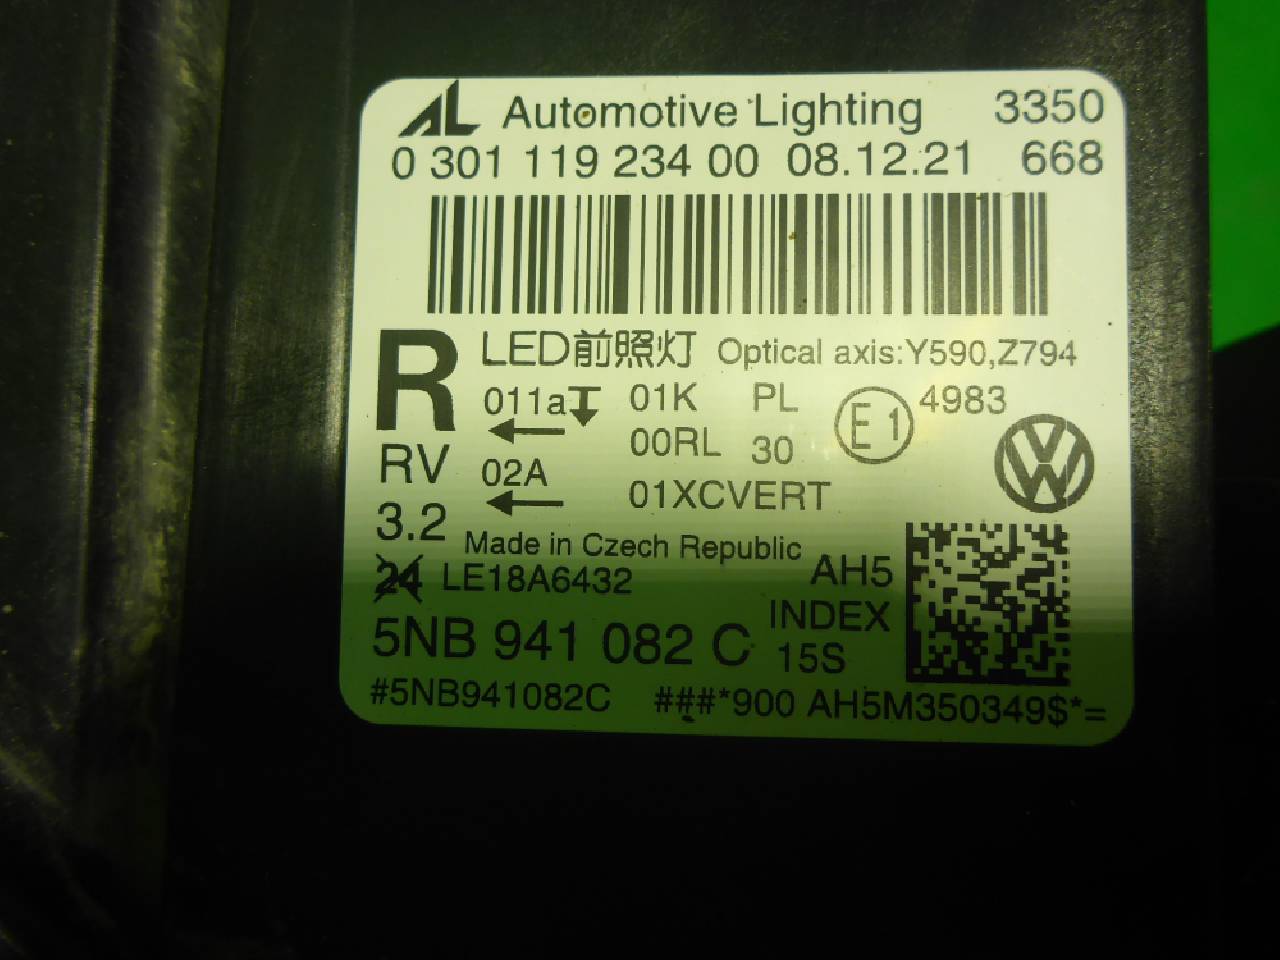 AL Automotive Lighting 3350
0 301 119 234 00 08.12.21 668
R LED前照灯 Optical axis:Y590,Z794
011a 01K PL E1 4983
00RL 30
RV 02A 01XCVERT
3.2 Made in Czech Republic
24 LE18A6432 AH5
INDEX
5NB 941 082 C 15S
#5NB941082C ###*900 AH5M350349$*=
VW